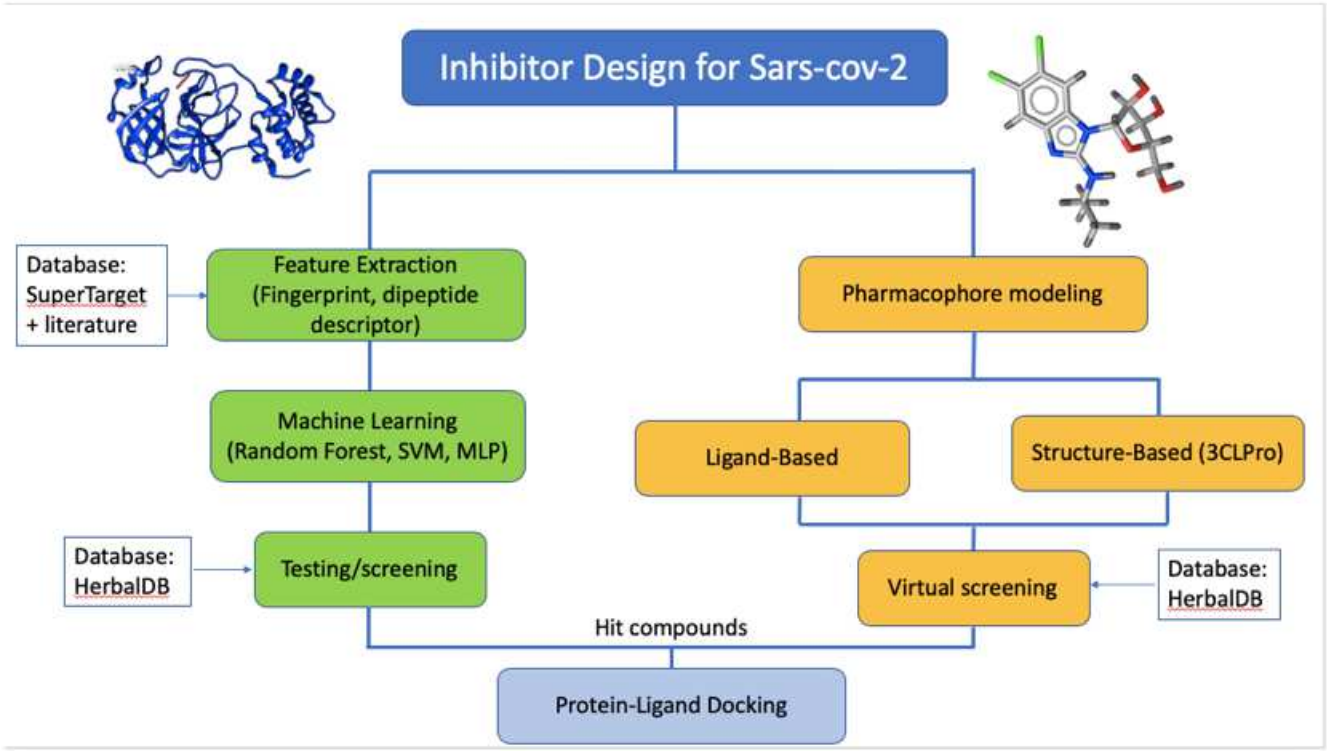 Inhibitor Design for Sars-cov-2
Database:
SuperTarget
+ literature
Feature Extraction
(Fingerprint, dipeptide
descriptor)
Pharmacophore modeling
Machine Learning
(Random Forest, SVM, MLP)
Ligand-Based
Structure-Based (3CLPro)
Database:
HerbalDB
Testing/screening
Virtual screening
Database:
HerbalDB
Hit compounds
Protein-Ligand Docking